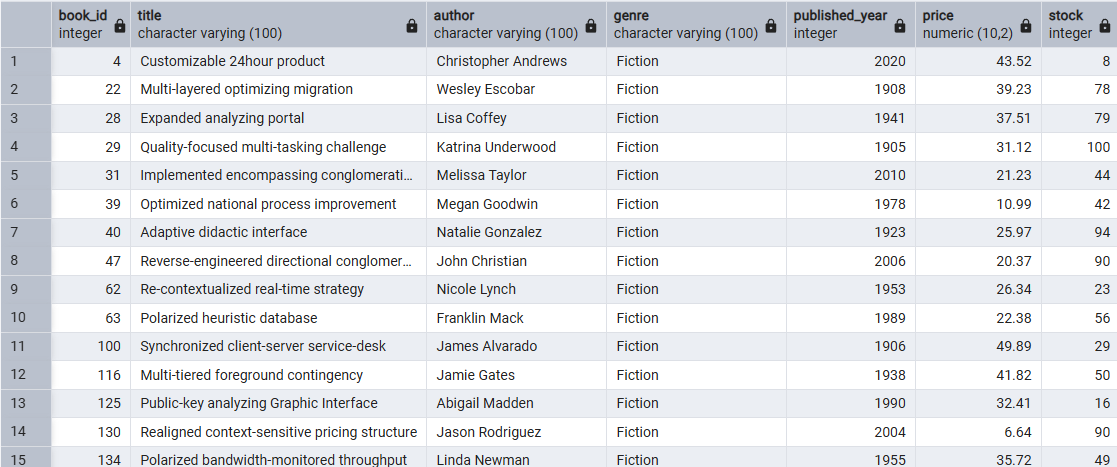 book_id title author genre published_year price stock
integer character varying (100) character varying (100) character varying (100) integer numeric (10,2) integer
1 4 Customizable 24hour product Christopher Andrews Fiction 2020 43.52 8
2 22 Multi-layered optimizing migration Wesley Escobar Fiction 1908 39.23 78
3 28 Expanded analyzing portal Lisa Coffey Fiction 1941 37.51 79
4 29 Quality-focused multi-tasking challenge Katrina Underwood Fiction 1905 31.12 100
5 31 Implemented encompassing conglomerati... Melissa Taylor Fiction 2010 21.23 44
6 39 Optimized national process improvement Megan Goodwin Fiction 1978 10.99 42
7 40 Adaptive didactic interface Natalie Gonzalez Fiction 1923 25.97 94
8 47 Reverse-engineered directional conglomer... John Christian Fiction 2006 20.37 90
9 62 Re-contextualized real-time strategy Nicole Lynch Fiction 1953 26.34 23
10 63 Polarized heuristic database Franklin Mack Fiction 1989 22.38 56
11 100 Synchronized client-server service-desk James Alvarado Fiction 1906 49.89 29
12 116 Multi-tiered foreground contingency Jamie Gates Fiction 1938 41.82 50
13 125 Public-key analyzing Graphic Interface Abigail Madden Fiction 1990 32.41 16
14 130 Realigned context-sensitive pricing structure Jason Rodriguez Fiction 2004 6.64 90
15 134 Polarized bandwidth-monitored throughput Linda Newman Fiction 1955 35.72 49